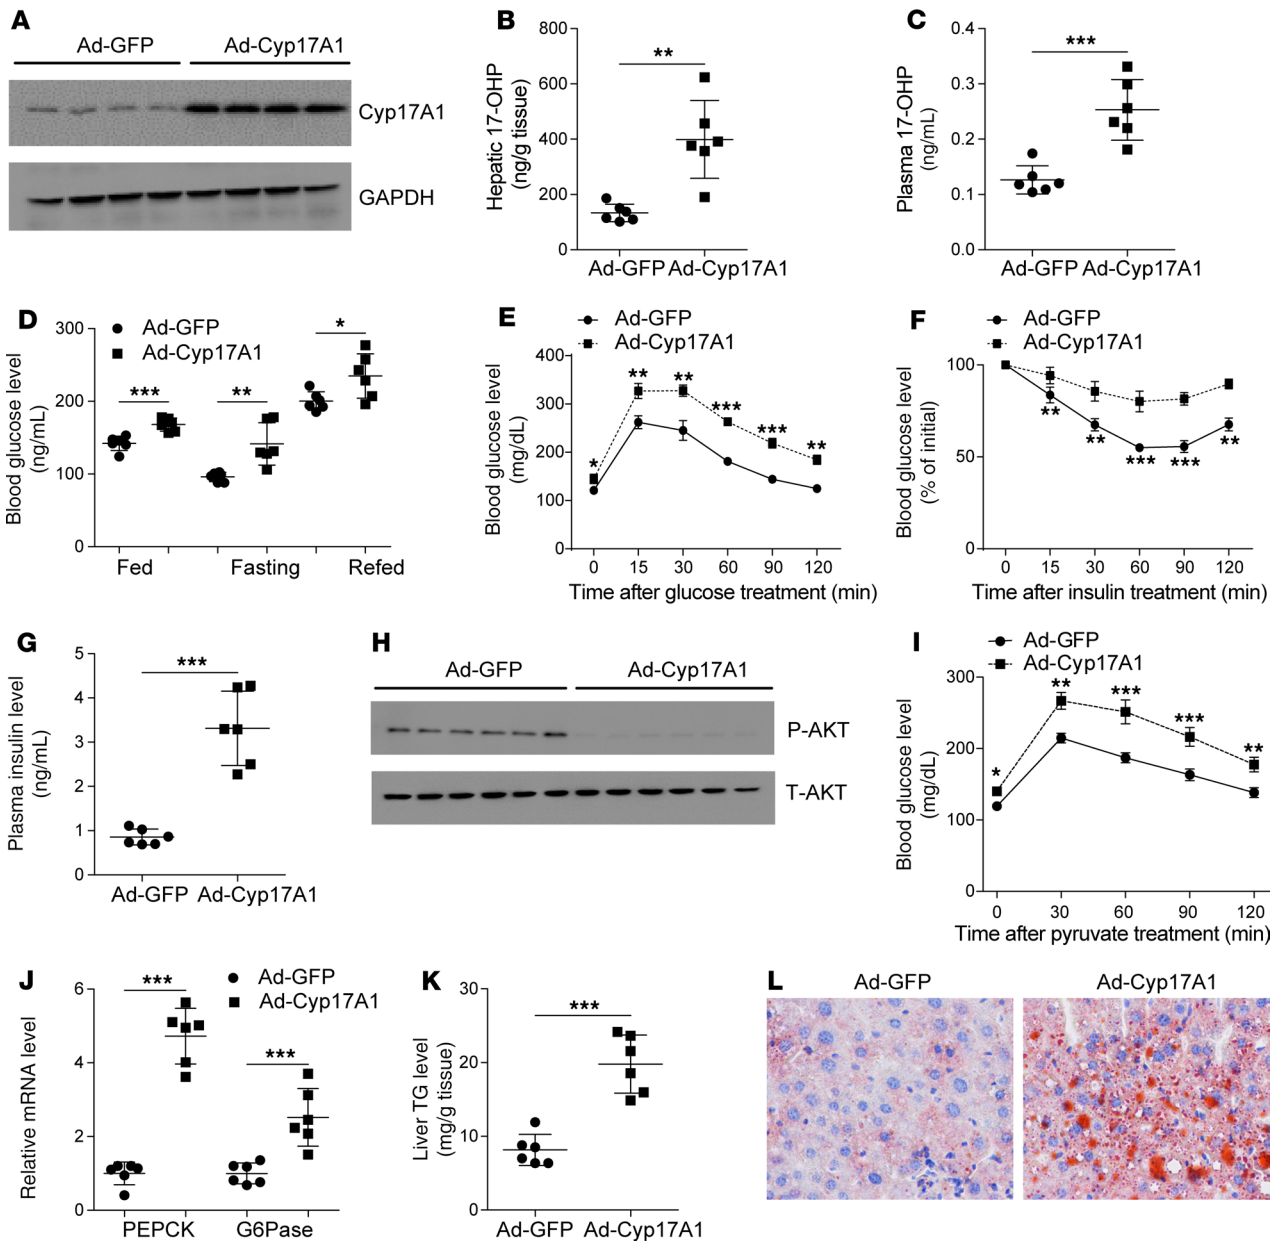 A
Ad-GFP Ad-Cyp17A1
Cyp17A1
GAPDH
B
Hepatic 17-OHP
(ng/g tissue)
800
600
400
200
0
**
Ad-GFP Ad-Cyp17A1
C
Plasma 17-OHP
(ng/mL)
0.4
0.3
0.2
0.1
0.0
***
Ad-GFP Ad-Cyp17A1
D
Blood glucose level
(ng/mL)
300
200
100
0
Ad-GFP
Ad-Cyp17A1
*** ** *
Fed Fasting Refed
E
Ad-GFP
Ad-Cyp17A1
Blood glucose level
(mg/dL)
400
300
200
100
0
* ** ** *** *** **
0 15 30 60 90 120
Time after glucose treatment (min)
F
Ad-GFP
Ad-Cyp17A1
Blood glucose level
(% of initial)
100
50
0
** ** *** *** **
0 15 30 60 90 120
Time after insulin treatment (min)
G
Plasma insulin level
(ng/mL)
5
4
3
2
1
0
***
Ad-GFP Ad-Cyp17A1
H
Ad-GFP Ad-Cyp17A1
P-AKT
T-AKT
I
Ad-GFP
Ad-Cyp17A1
Blood glucose level
(mg/dL)
300
200
100
0
* ** *** *** **
0 30 60 90 120
Time after pyruvate treatment (min)
J
Relative mRNA level
6
4
2
0
Ad-GFP
Ad-Cyp17A1
*** ***
PEPCK G6Pase
K
Liver TG level
(mg/g tissue)
30
20
10
0
***
Ad-GFP Ad-Cyp17A1
L
Ad-GFP Ad-Cyp17A1